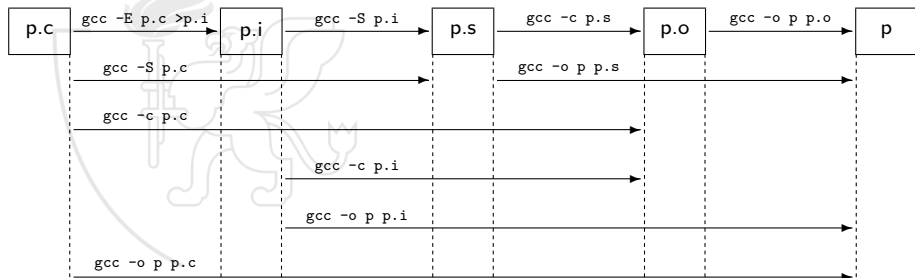 p.c gcc -E p.c >p.i p.i gcc -S p.i p.s gcc -c p.s p.o gcc -o p p.o p
gcc -S p.c gcc -o p p.s
gcc -c p.c
gcc -c p.i
gcc -o p p.i
gcc -o p p.c